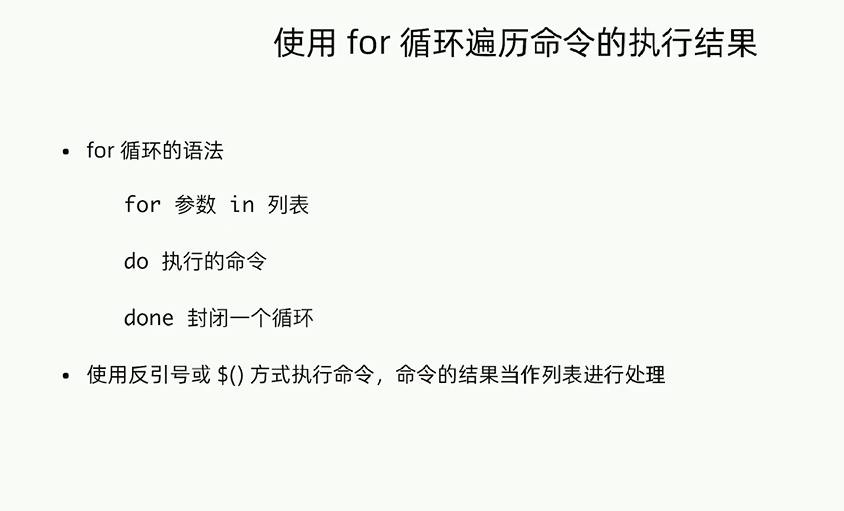 使用 for 循环遍历命令的执行结果
• for 循环的语法
for 参数 in 列表
do 执行的命令
done 封闭一个循环
• 使用反引号或 $() 方式执行命令，命令的结果当作列表进行处理